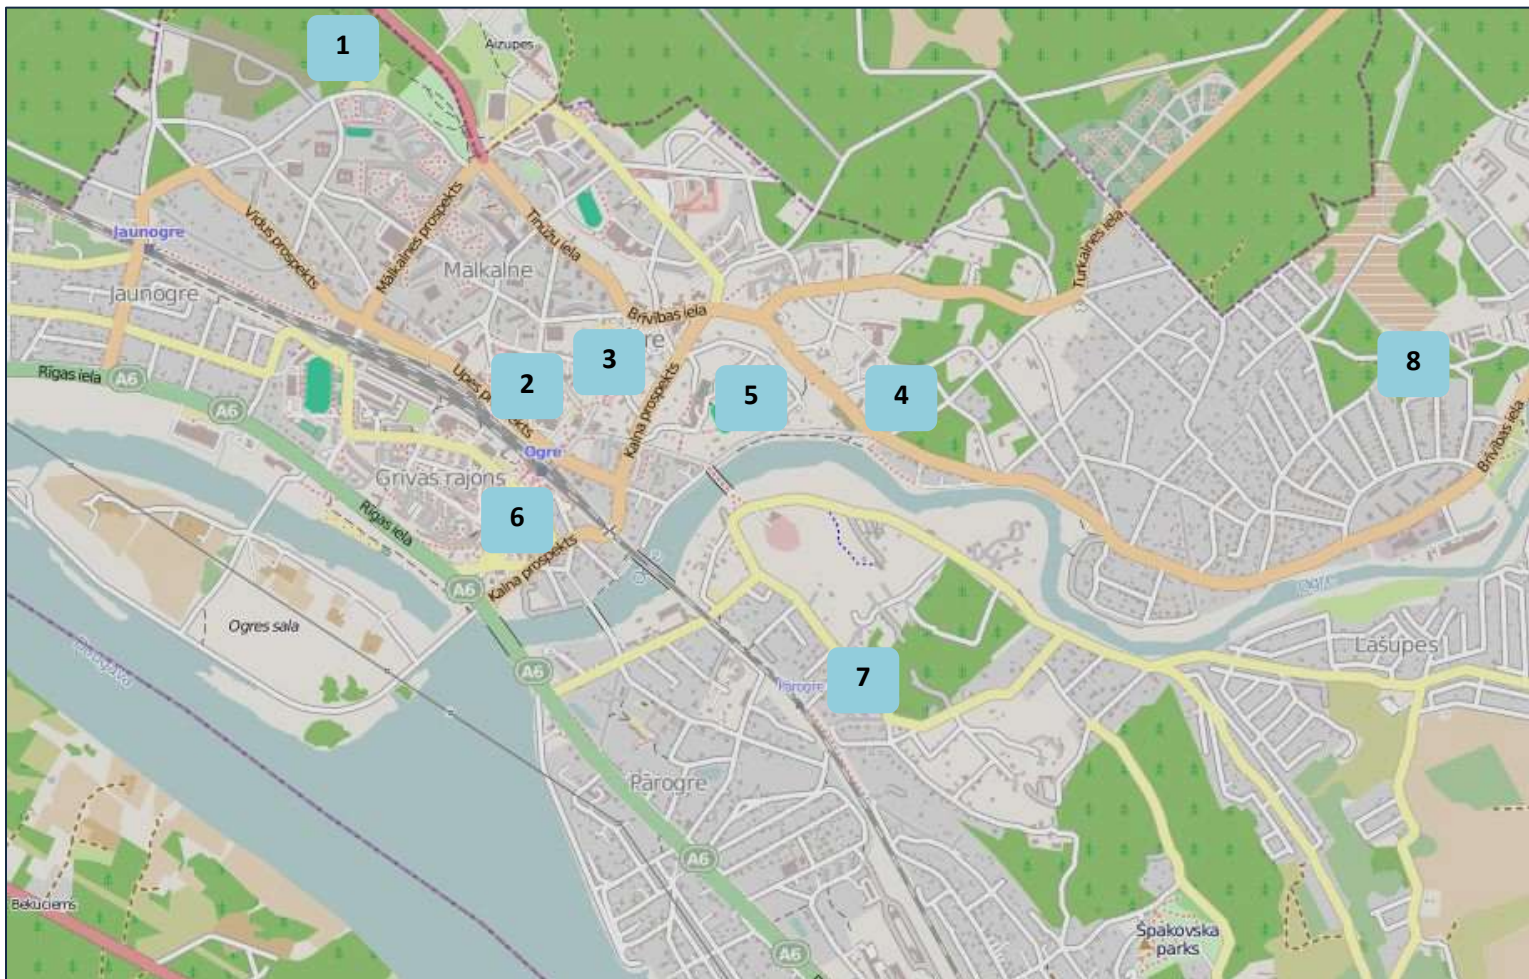 1
Aizupes
Jaunogre
Jaunogre
Vidus prospekts
Mālkalnes prospekts
Tīnūžu iela
Mālkalne
Brīvības iela
Turkalnes iela
3
2
5
4
8
Rīgas iela
A6
A6
Upes
Kalna prospekts
Ogre
Grīvas rajons
6
Rīgas iela
Kalna prospekts
A6
Brīvības iela
Ogres sala
Daugava
Lašupes
A6
Pārogre
7
Pārogre
A6
Bekuciems
Špakovska
parks
A6